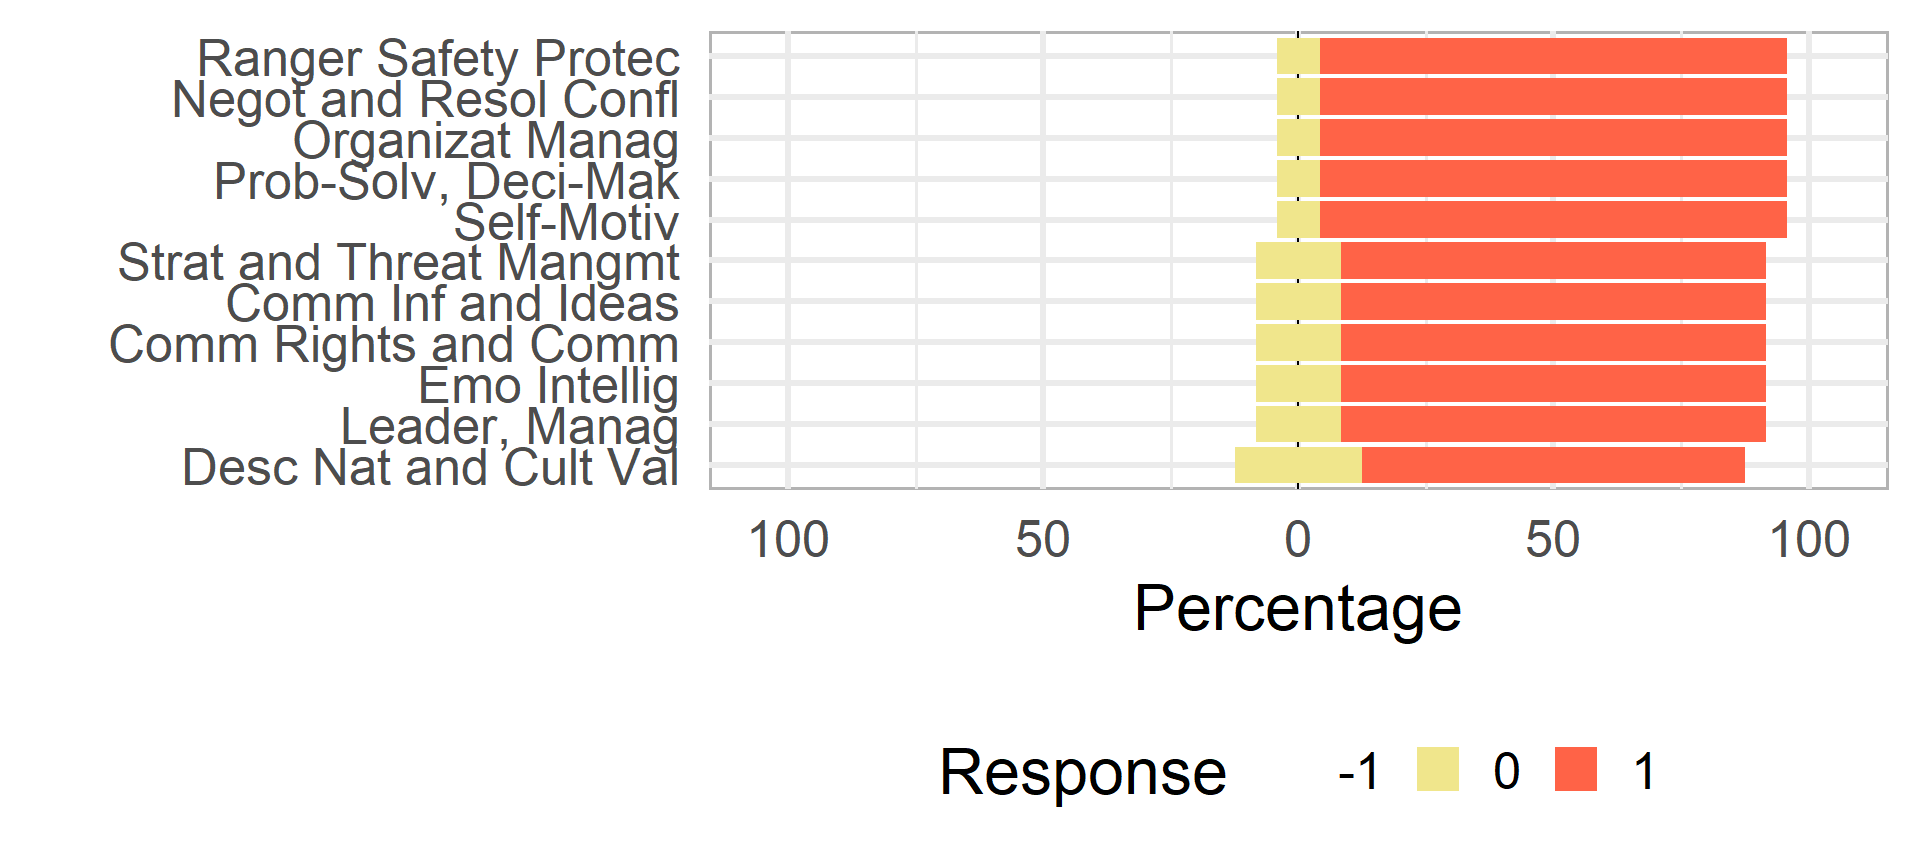 Ranger Safety Protec
Negot and Resol Confl
Organizat Manag
Prob-Solv, Deci-Mak
Self-Motiv
Strat and Threat Mangmt
Comm Inf and Ideas
Comm Rights and Comm
Emo Intellig
Leader, Manag
Desc Nat and Cult Val
100 50 0 50 100
Percentage
Response -1 0 1